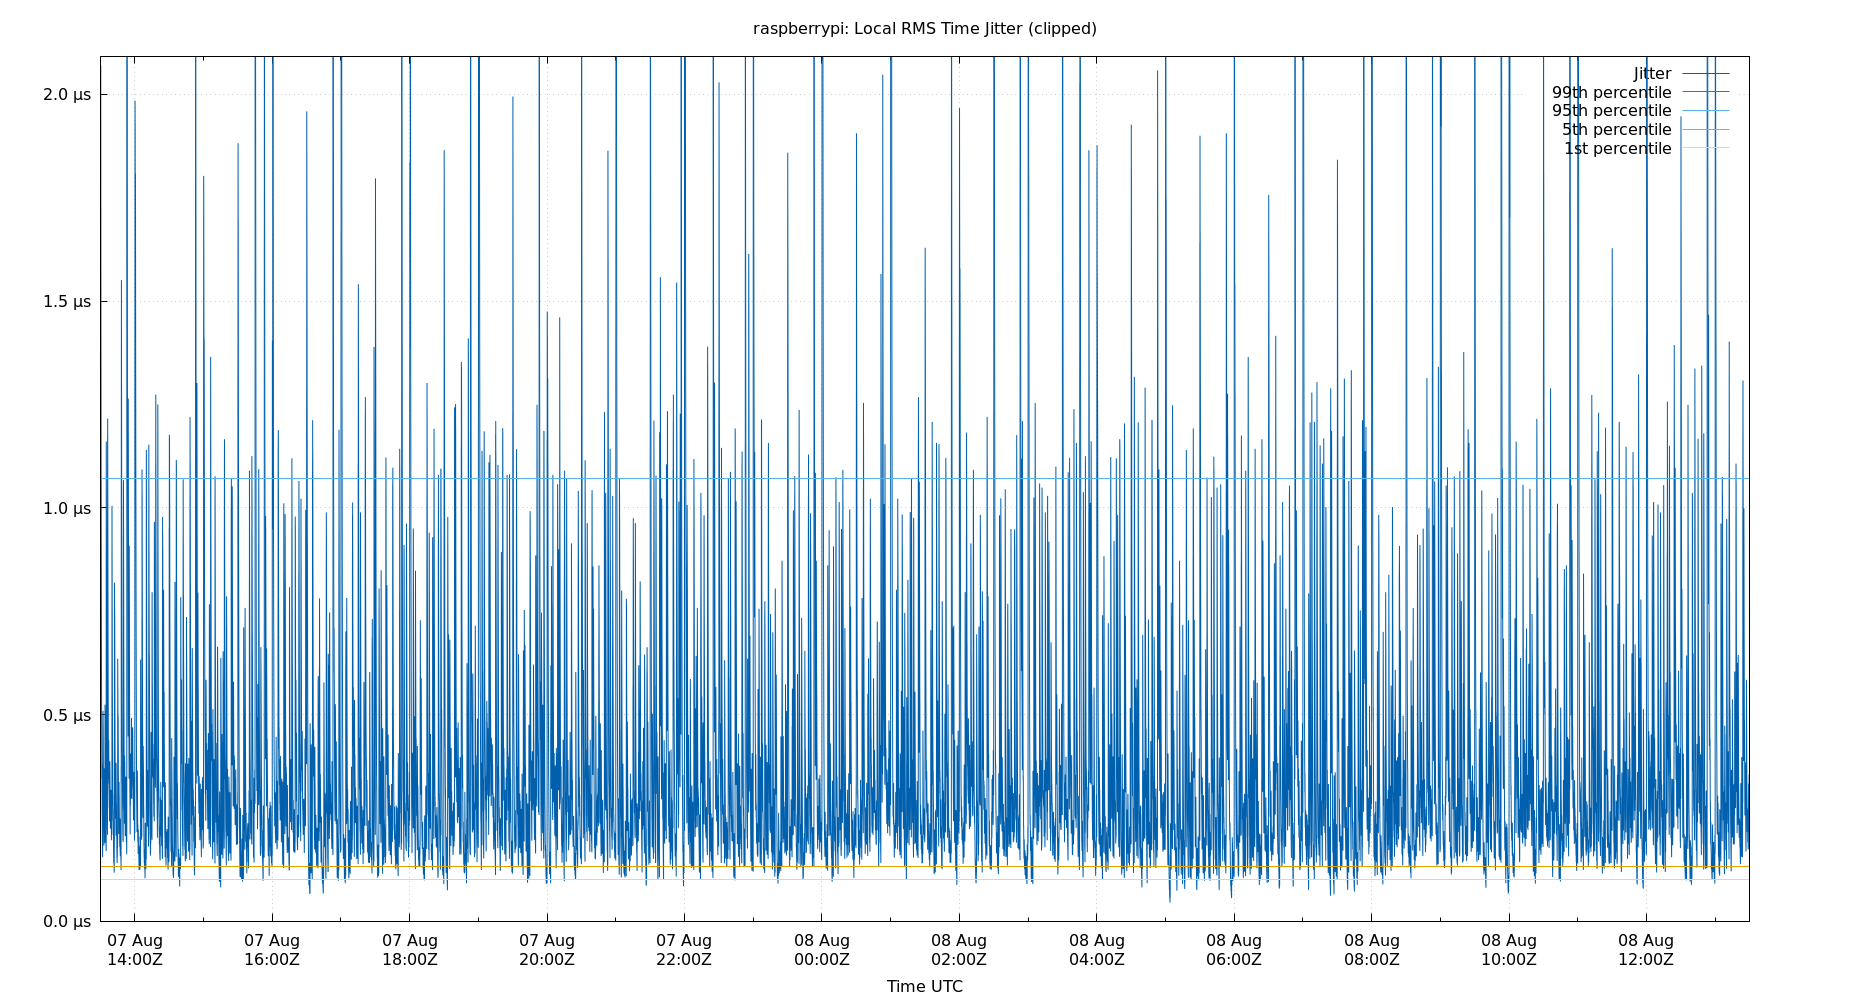 raspberrypi: Local RMS Time Jitter (clipped)
Jitter
99th percentile
95th percentile
5th percentile
1st percentile
2.0 µs
1.5 µs
1.0 µs
0.5 µs
0.0 µs
07 Aug 07 Aug 07 Aug 07 Aug 07 Aug 08 Aug 08 Aug 08 Aug 08 Aug 08 Aug 08 Aug 08 Aug
14:00Z 16:00Z 18:00Z 20:00Z 22:00Z 00:00Z 02:00Z 04:00Z 06:00Z 08:00Z 10:00Z 12:00Z
Time UTC